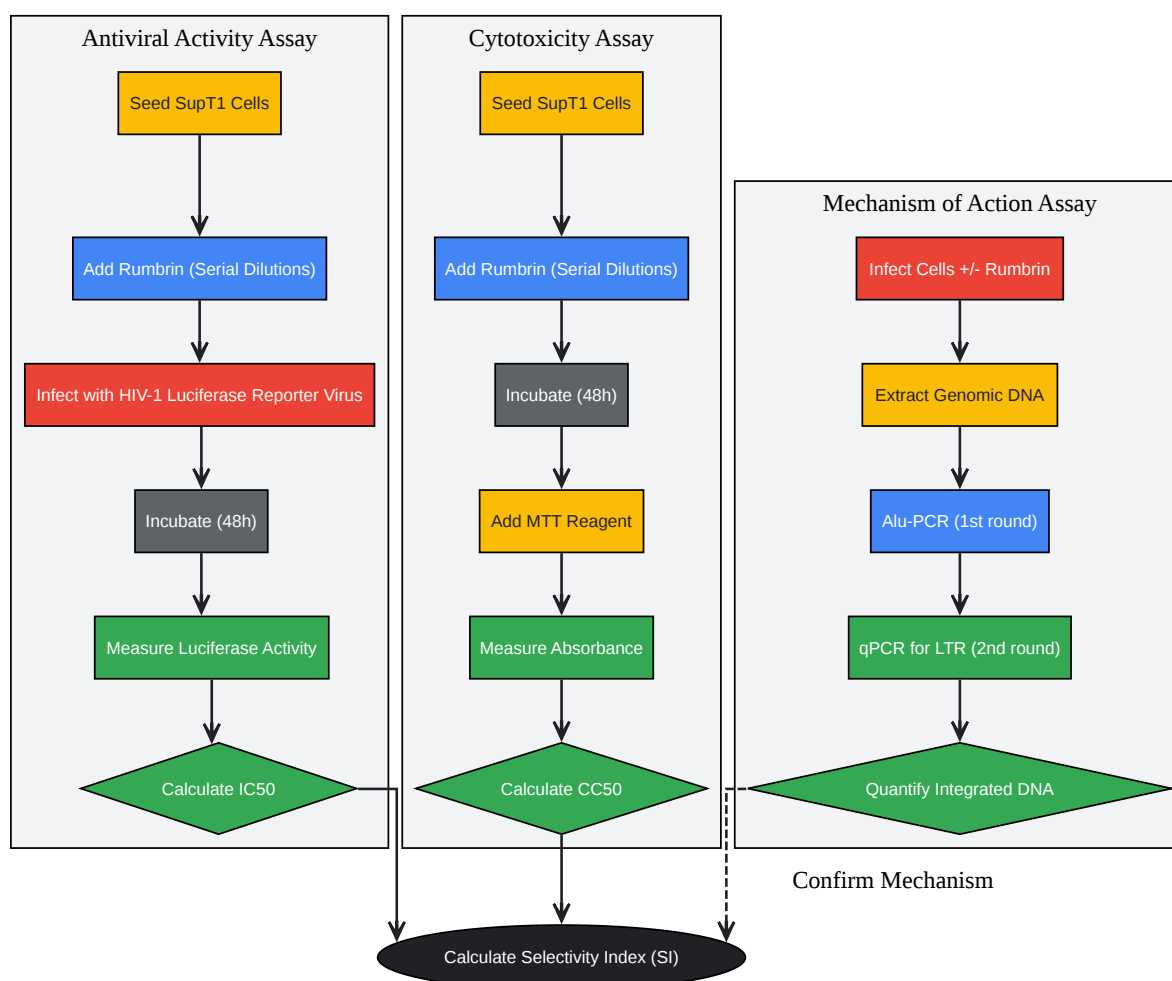 Antiviral Activity Assay
Seed SupT1 Cells
Add Rumbrin (Serial Dilutions)
Infect with HIV-1 Luciferase Reporter Virus
Incubate (48h)
Measure Luciferase Activity
Calculate IC50
Cytotoxicity Assay
Seed SupT1 Cells
Add Rumbrin (Serial Dilutions)
Incubate (48h)
Add MTT Reagent
Measure Absorbance
Calculate CC50
Mechanism of Action Assay
Infect Cells +/- Rumbrin
Extract Genomic DNA
Alu-PCR (1st round)
qPCR for LTR (2nd round)
Quantify Integrated DNA
Confirm Mechanism
Calculate Selectivity Index (SI)